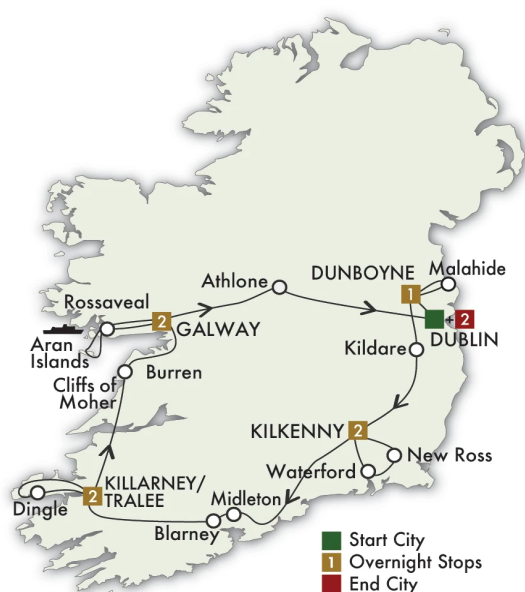 Athlone
DUNBOYNE
1
Malahide
Rossaveal
2
GALWAY
Aran
Islands
+ 2
DUBLIN
Kildare
Burren
Cliffs of
Moher
KILKENNY
2
New Ross
Waterford
KILLARNEY/
TRALEE
2
Dingle
Midleton
Blarney
Start City
1 Overnight Stops
End City